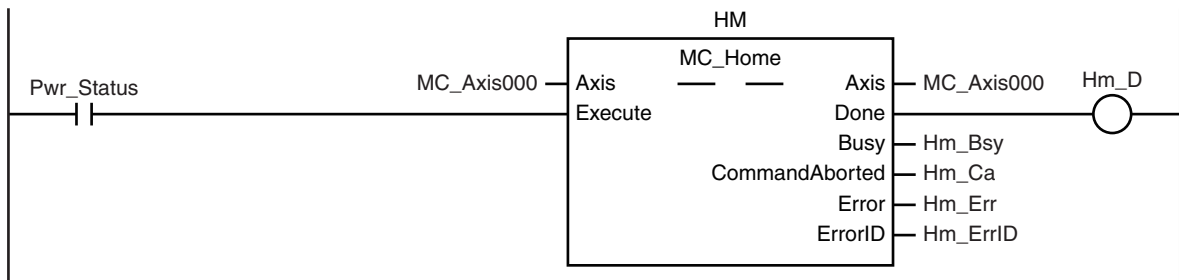 HM
MC_Home
MC_Axis000 Axis Axis MC_Axis000
Pwr_Status Hm_D
Execute Done
Busy Hm_Bsy
CommandAborted Hm_Ca
Error Hm_Err
ErrorID Hm_ErrID